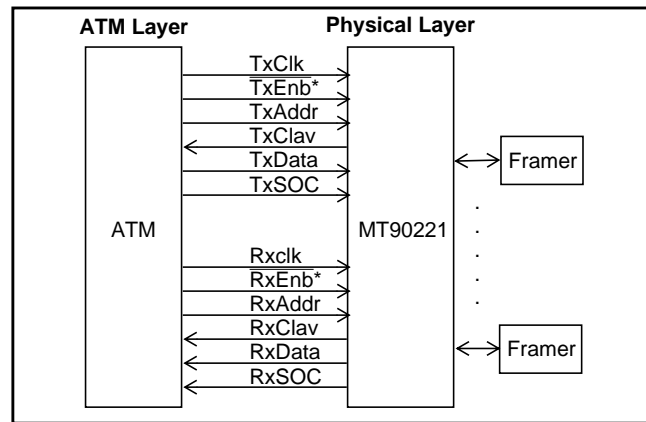 ATM Layer
Physical Layer
TxClk
TxEnb*
TxAddr
TxClav
TxData
TxSOC
Framer
ATM
MT90221
Rxclk
RxEnb*
RxAddr
RxClav
RxData
RxSOC
Framer